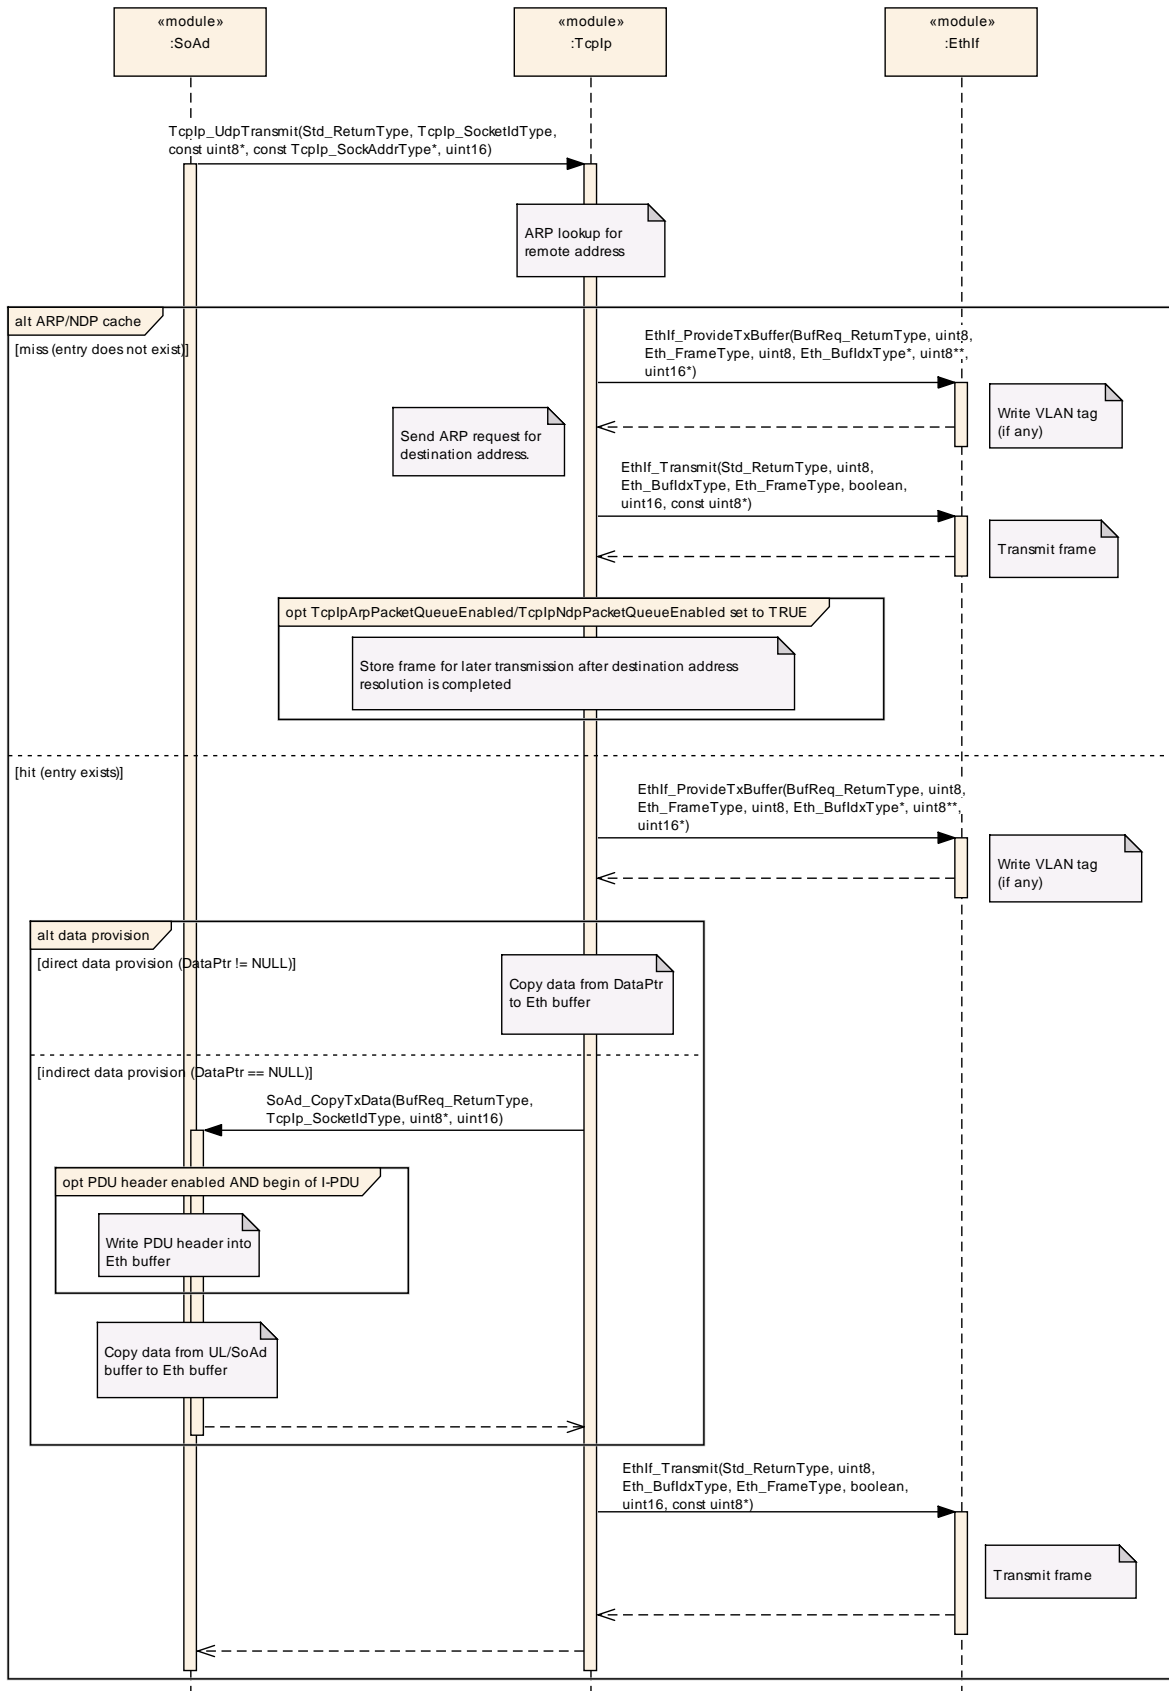 «module»
:SoAd
«module»
:TcpIp
«module»
:EthIf
TcpIp_UdpTransmit(Std_ReturnType, TcpIp_SocketIdType,
const uint8*, const TcpIp_SockAddrType*, uint16)
ARP lookup for
remote address
alt ARP/NDP cache
[miss (entry does not exist)]
EthIf_ProvideTxBuffer(BufReq_ReturnType, uint8,
Eth_FrameType, uint8, Eth_BufIdxType*, uint8**,
uint16*)
Write VLAN tag
(if any)
Send ARP request for
destination address.
EthIf_Transmit(Std_ReturnType, uint8,
Eth_BufIdxType, Eth_FrameType, boolean,
uint16, const uint8*)
Transmit frame
opt TcpIpArpPacketQueueEnabled/TcpIpNdpPacketQueueEnabled set to TRUE
Store frame for later transmission after destination address
resolution is completed
[hit (entry exists)]
EthIf_ProvideTxBuffer(BufReq_ReturnType, uint8,
Eth_FrameType, uint8, Eth_BufIdxType*, uint8**,
uint16*)
Write VLAN tag
(if any)
alt data provision
[direct data provision (DataPtr != NULL)]
Copy data from DataPtr
to Eth buffer
[indirect data provision (DataPtr == NULL)]
SoAd_CopyTxData(BufReq_ReturnType,
TcpIp_SocketIdType, uint8*, uint16)
opt PDU header enabled AND begin of I-PDU
Write PDU header into
Eth buffer
Copy data from UL/SoAd
buffer to Eth buffer
EthIf_Transmit(Std_ReturnType, uint8,
Eth_BufIdxType, Eth_FrameType, boolean,
uint16, const uint8*)
Transmit frame